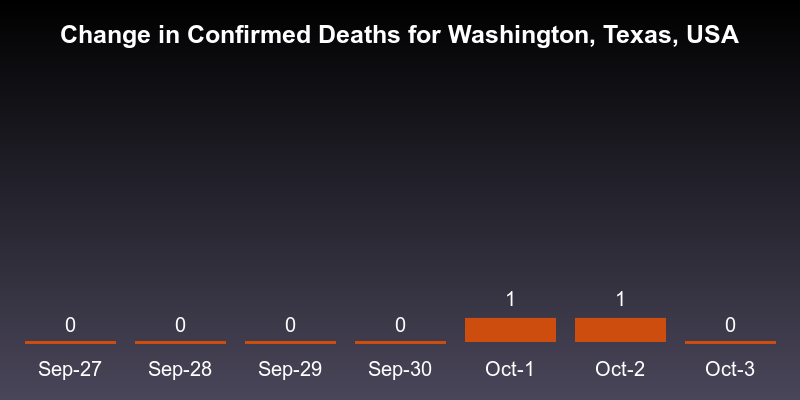 Change in Confirmed Deaths for Washington, Texas, USA
0 0 0 0 1 1 0
Sep-27 Sep-28 Sep-29 Sep-30 Oct-1 Oct-2 Oct-3